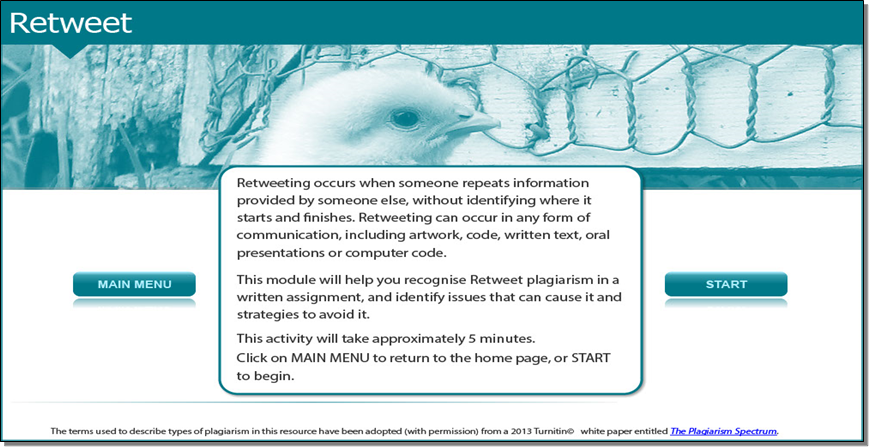 Retweet
Retweeting occurs when someone repeats information
provided by someone else, without identifying where it
starts and finishes. Retweeting can occur in any form of
communication, including artwork, code, written text, oral
presentations or computer code.
This module will help you recognise Retweet plagiarism in a
written assignment, and identify issues that can cause it and
strategies to avoid it.
This activity will take approximately 5 minutes.
Click on MAIN MENU to return to the home page, or START
to begin.
MAIN MENU
START
The terms used to describe types of plagiarism in this resource have been adopted (with permission) from a 2013 Turnitin© white paper entitled The Plagiarism Spectrum.